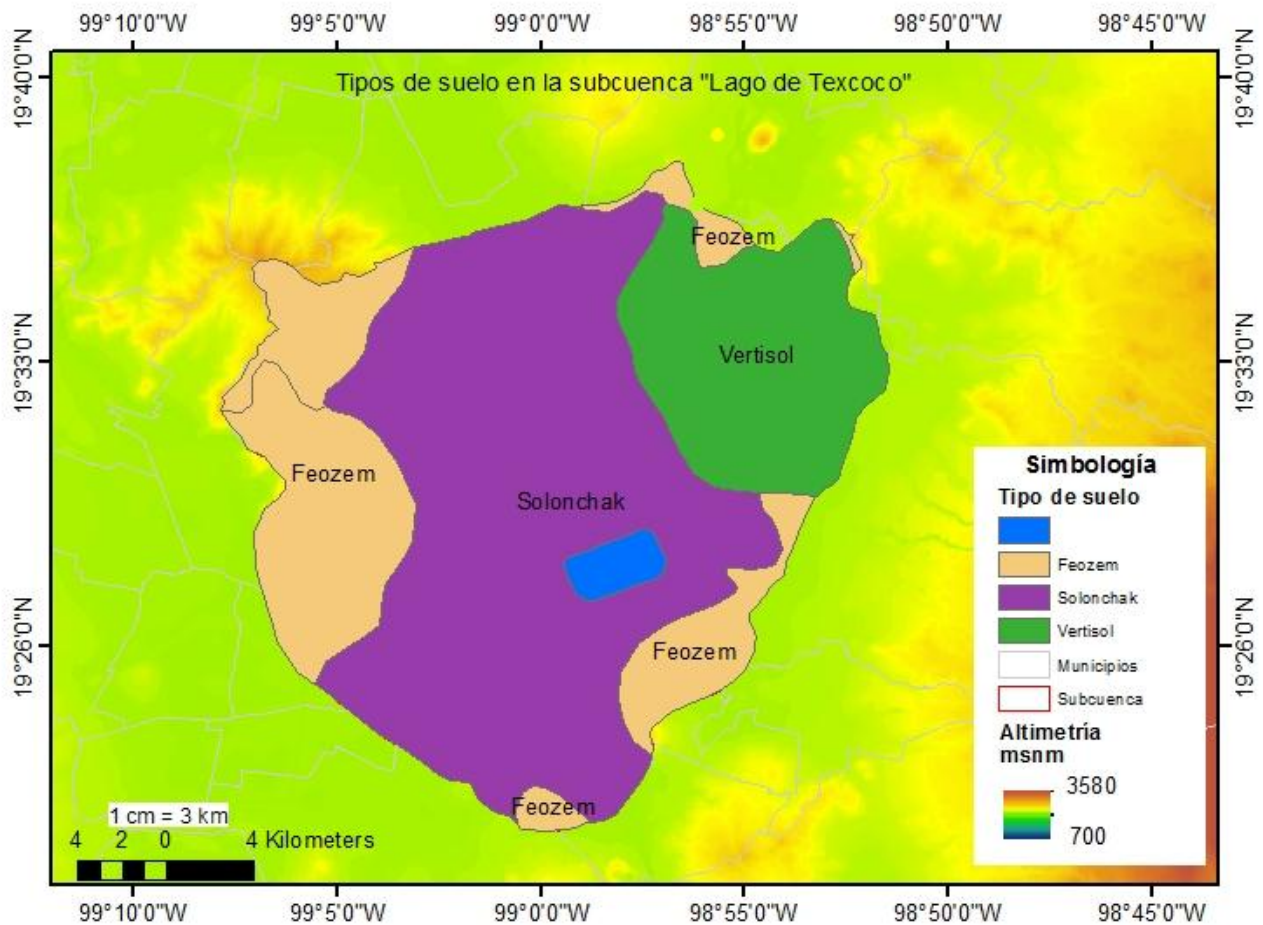 99°10'0"W 99°5'0"W 99°0'0"W 98°55'0"W 98°50'0"W 98°45'0"W
19°40'0"N
19°40'0"N
Tipos de suelo en la subcuenca "Lago de Texcoco"
Feozem
Vertisol
19°33'0"N
19°33'0"N
Feozem
Solonchak
Feozem
Feozem
19°26'0"N
19°26'0"N
Simbología
Tipo de suelo
Feozem
Solonchak
Vertisol
Municipios
Subcuenca
Altimetría
msnm
3580
700
1 cm = 3 km
4 2 0 4 Kilometers
99°10'0"W 99°5'0"W 99°0'0"W 98°55'0"W 98°50'0"W 98°45'0"W